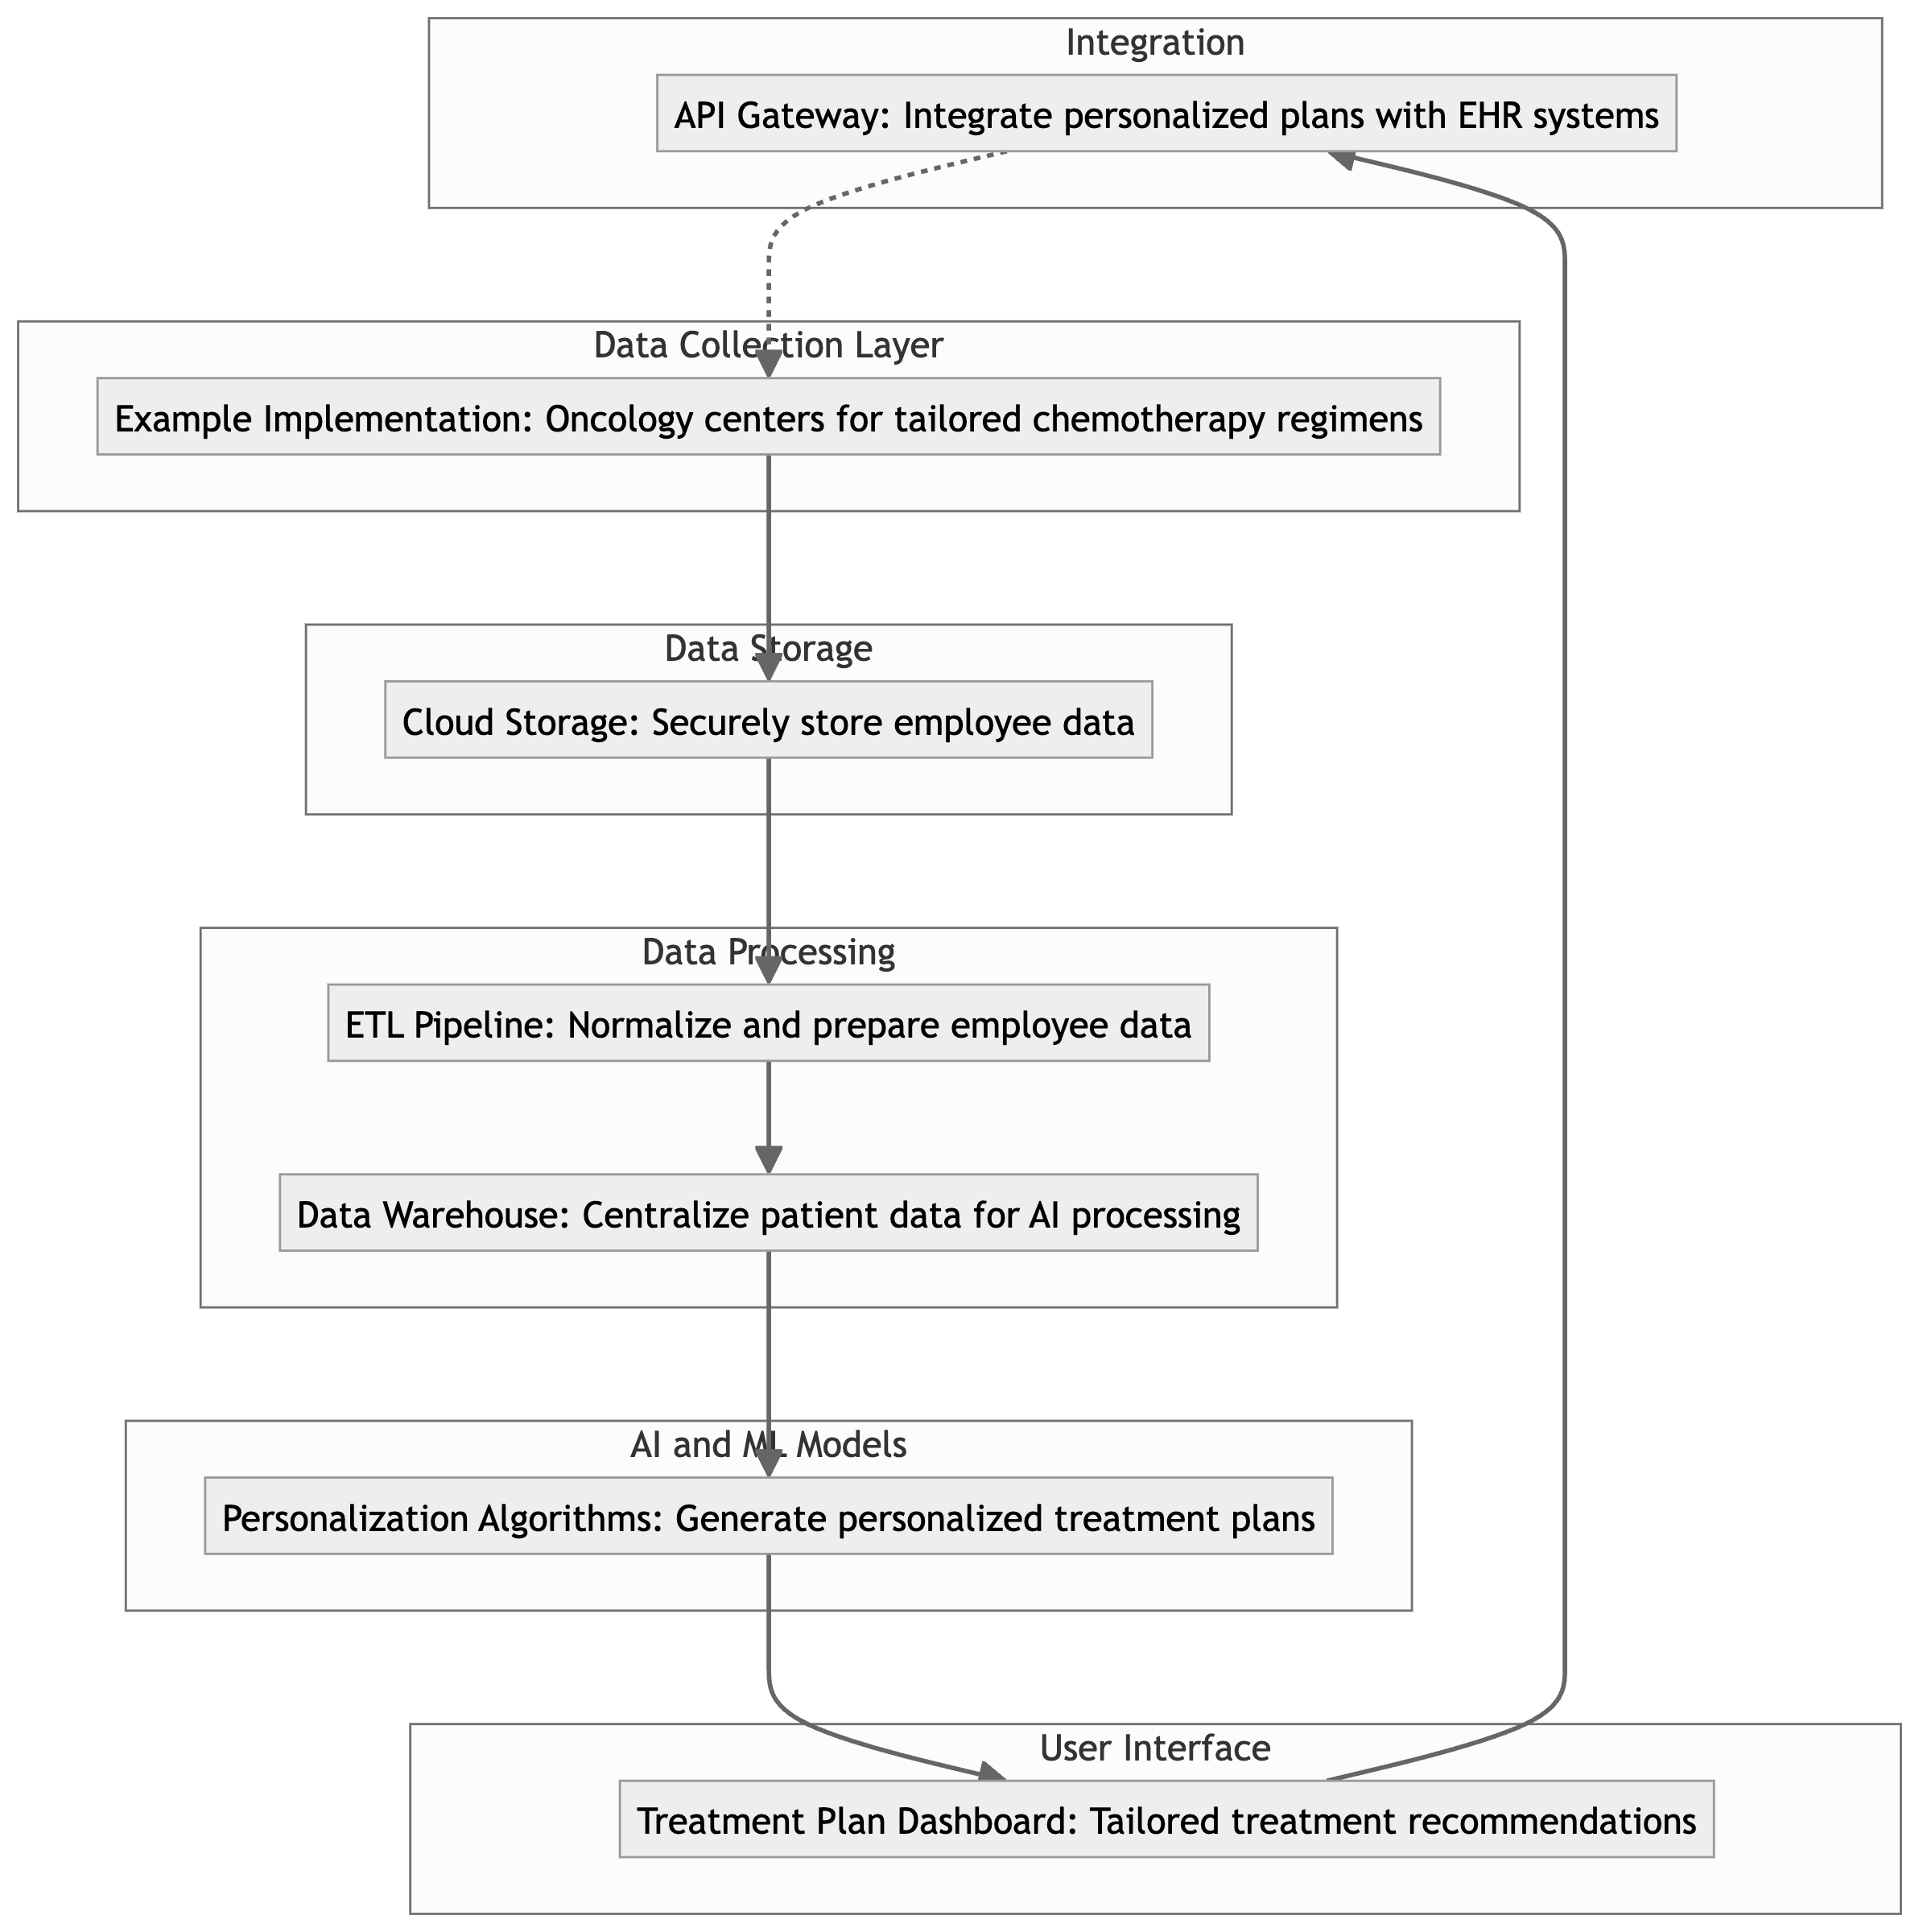 Integration
API Gateway: Integrate personalized plans with EHR systems
Data Collection Layer
Example Implementation: Oncology centers for tailored chemotherapy regimens
Data Storage
Cloud Storage: Securely store employee data
Data Processing
ETL Pipeline: Normalize and prepare employee data
Data Warehouse: Centralize patient data for AI processing
AI and ML Models
Personalization Algorithms: Generate personalized treatment plans
User Interface
Treatment Plan Dashboard: Tailored treatment recommendations